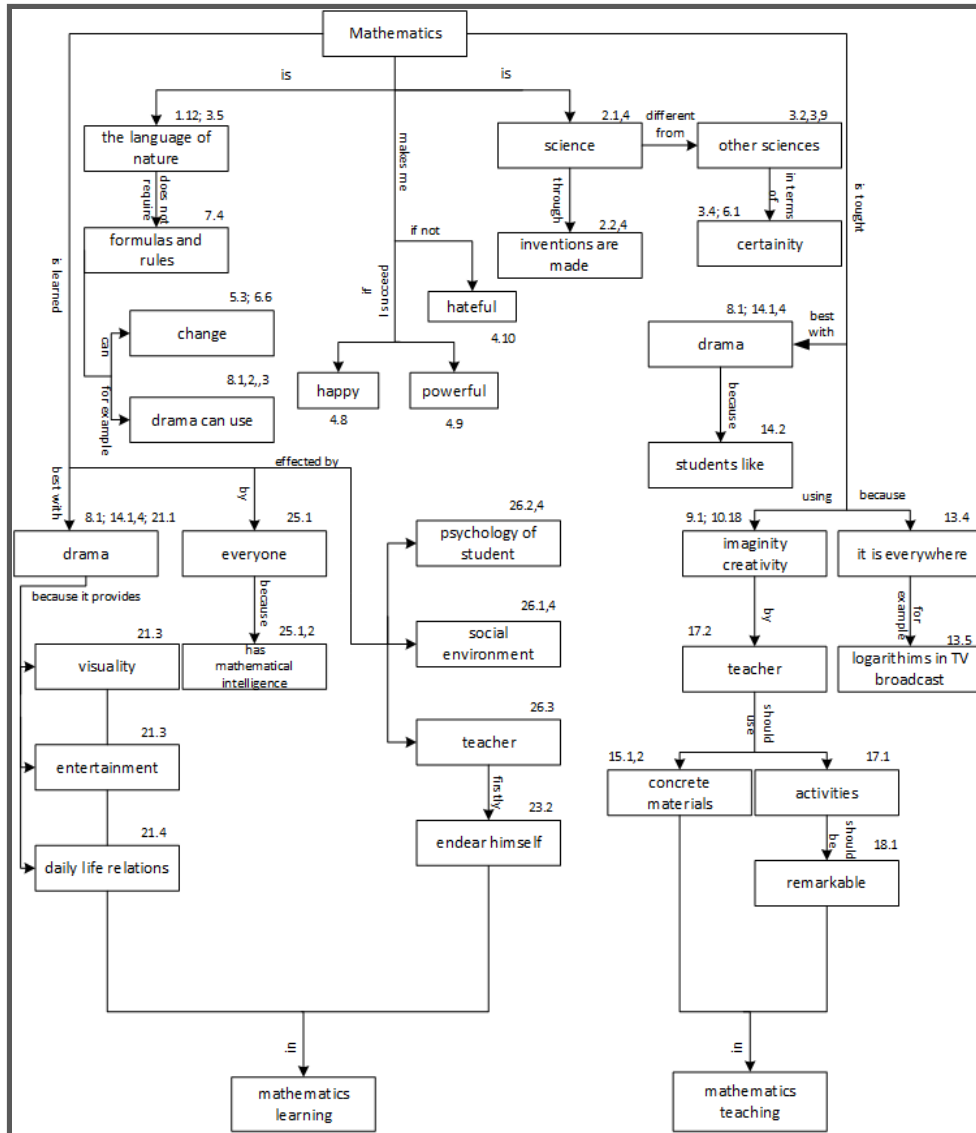 Mathematics
is
is
1.12; 3.5
the language of
nature
does not
require
7.4
formulas and
rules
is learned
5.3; 6.6
change
can
8.1,2,,3
drama can use
for example
makes me
if not
hateful
4.10
if
happy
4.8
powerful
4.9
2.1,4
science
different
from
3.2,3,9
other sciences
through
2.2,4
inventions are
made
in terms
of
3.4; 6.1
certainity
is tought
8.1; 14.1,4
drama
best
with
because
14.2
students like
best with
effected by
by
8.1; 14.1,4; 21.1
drama
because it provides
21.3
visuality
21.3
entertainment
21.4
daily life relations
25.1
everyone
because
25.1,2
has
mathematical
intelligence
26.2,4
psychology of
student
26.1,4
social
environment
26.3
teacher
firstly
23.2
endear himself
in
mathematics
learning
using
because
9.1; 10.18
imaginity
creativity
by
17.2
teacher
should
use
13.4
it is everywhere
for
example
13.5
logarithims in TV
broadcast
15.1,2
concrete
materials
17.1
activities
should
be
18.1
remarkable
in
mathematics
teaching